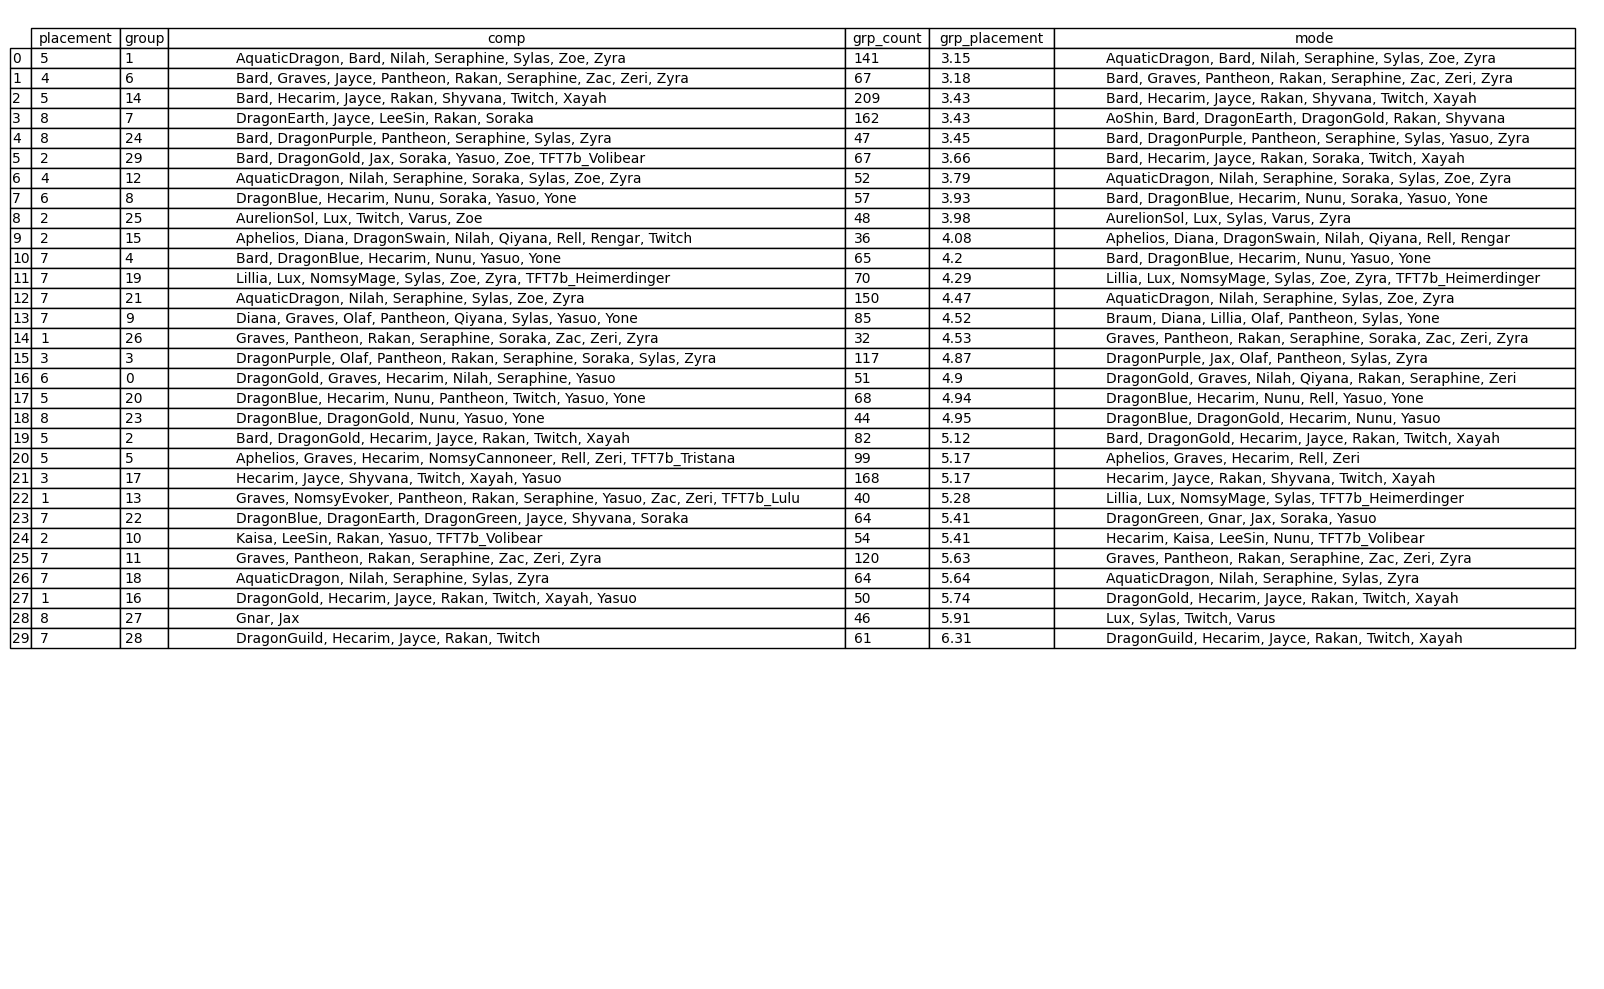 placement group comp grp_count grp_placement mode
0 5 1 AquaticDragon, Bard, Nilah, Seraphine, Sylas, Zoe, Zyra 141 3.15 AquaticDragon, Bard, Nilah, Seraphine, Sylas, Zoe, Zyra
1 4 6 Bard, Graves, Jayce, Pantheon, Rakan, Seraphine, Zac, Zeri, Zyra 67 3.18 Bard, Graves, Pantheon, Rakan, Seraphine, Zac, Zeri, Zyra
2 5 14 Bard, Hecarim, Jayce, Rakan, Shyvana, Twitch, Xayah 209 3.43 Bard, Hecarim, Jayce, Rakan, Shyvana, Twitch, Xayah
3 8 7 DragonEarth, Jayce, LeeSin, Rakan, Soraka 162 3.43 AoShin, Bard, DragonEarth, DragonGold, Rakan, Shyvana
4 8 24 Bard, DragonPurple, Pantheon, Seraphine, Sylas, Zyra 47 3.45 Bard, DragonPurple, Pantheon, Seraphine, Sylas, Yasuo, Zyra
5 2 29 Bard, DragonGold, Jax, Soraka, Yasuo, Zoe, TFT7b_Volibear 67 3.66 Bard, Hecarim, Jayce, Rakan, Soraka, Twitch, Xayah
6 4 12 AquaticDragon, Nilah, Seraphine, Soraka, Sylas, Zoe, Zyra 52 3.79 AquaticDragon, Nilah, Seraphine, Soraka, Sylas, Zoe, Zyra
7 6 8 DragonBlue, Hecarim, Nunu, Soraka, Yasuo, Yone 57 3.93 Bard, DragonBlue, Hecarim, Nunu, Soraka, Yasuo, Yone
8 2 25 AurelionSol, Lux, Twitch, Varus, Zoe 48 3.98 AurelionSol, Lux, Sylas, Varus, Zyra
9 2 15 Aphelios, Diana, DragonSwain, Nilah, Qiyana, Rell, Rengar, Twitch 36 4.08 Aphelios, Diana, DragonSwain, Nilah, Qiyana, Rell, Rengar
10 7 4 Bard, DragonBlue, Hecarim, Nunu, Yasuo, Yone 65 4.2 Bard, DragonBlue, Hecarim, Nunu, Yasuo, Yone
11 7 19 Lillia, Lux, NomsyMage, Sylas, Zoe, Zyra, TFT7b_Heimerdinger 70 4.29 Lillia, Lux, NomsyMage, Sylas, Zoe, Zyra, TFT7b_Heimerdinger
12 7 21 AquaticDragon, Nilah, Seraphine, Sylas, Zoe, Zyra 150 4.47 AquaticDragon, Nilah, Seraphine, Sylas, Zoe, Zyra
13 7 9 Diana, Graves, Olaf, Pantheon, Qiyana, Sylas, Yasuo, Yone 85 4.52 Braum, Diana, Lillia, Olaf, Pantheon, Sylas, Yone
14 1 26 Graves, Pantheon, Rakan, Seraphine, Soraka, Zac, Zeri, Zyra 32 4.53 Graves, Pantheon, Rakan, Seraphine, Soraka, Zac, Zeri, Zyra
15 3 3 DragonPurple, Olaf, Pantheon, Rakan, Seraphine, Soraka, Sylas, Zyra 117 4.87 DragonPurple, Jax, Olaf, Pantheon, Sylas, Zyra
16 6 0 DragonGold, Graves, Hecarim, Nilah, Seraphine, Yasuo 51 4.9 DragonGold, Graves, Nilah, Qiyana, Rakan, Seraphine, Zeri
17 5 20 DragonBlue, Hecarim, Nunu, Pantheon, Twitch, Yasuo, Yone 68 4.94 DragonBlue, Hecarim, Nunu, Rell, Yasuo, Yone
18 8 23 DragonBlue, DragonGold, Nunu, Yasuo, Yone 44 4.95 DragonBlue, DragonGold, Hecarim, Nunu, Yasuo
19 5 2 Bard, DragonGold, Hecarim, Jayce, Rakan, Twitch, Xayah 82 5.12 Bard, DragonGold, Hecarim, Jayce, Rakan, Twitch, Xayah
20 5 5 Aphelios, Graves, Hecarim, NomsyCannoneer, Rell, Zeri, TFT7b_Tristana 99 5.17 Aphelios, Graves, Hecarim, Rell, Zeri
21 3 17 Hecarim, Jayce, Shyvana, Twitch, Xayah, Yasuo 168 5.17 Hecarim, Jayce, Rakan, Shyvana, Twitch, Xayah
22 1 13 Graves, NomsyEvoker, Pantheon, Rakan, Seraphine, Yasuo, Zac, Zeri, TFT7b_Lulu 40 5.28 Lillia, Lux, NomsyMage, Sylas, TFT7b_Heimerdinger
23 7 22 DragonBlue, DragonEarth, DragonGreen, Jayce, Shyvana, Soraka 64 5.41 DragonGreen, Gnar, Jax, Soraka, Yasuo
24 2 10 Kaisa, LeeSin, Rakan, Yasuo, TFT7b_Volibear 54 5.41 Hecarim, Kaisa, LeeSin, Nunu, TFT7b_Volibear
25 7 11 Graves, Pantheon, Rakan, Seraphine, Zac, Zeri, Zyra 120 5.63 Graves, Pantheon, Rakan, Seraphine, Zac, Zeri, Zyra
26 7 18 AquaticDragon, Nilah, Seraphine, Sylas, Zyra 64 5.64 AquaticDragon, Nilah, Seraphine, Sylas, Zyra
27 1 16 DragonGold, Hecarim, Jayce, Rakan, Twitch, Xayah, Yasuo 50 5.74 DragonGold, Hecarim, Jayce, Rakan, Twitch, Xayah
28 8 27 Gnar, Jax 46 5.91 Lux, Sylas, Twitch, Varus
29 7 28 DragonGuild, Hecarim, Jayce, Rakan, Twitch 61 6.31 DragonGuild, Hecarim, Jayce, Rakan, Twitch, Xayah